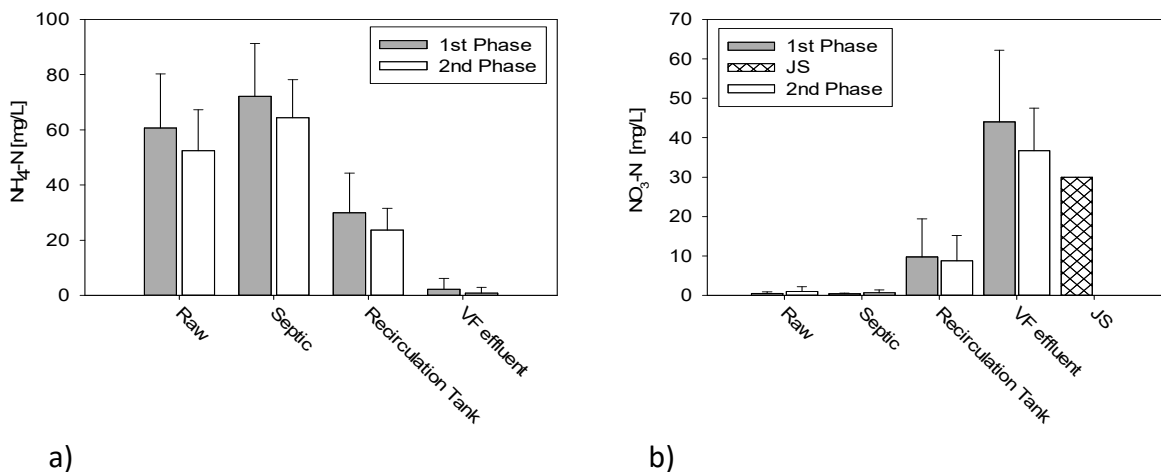 100
80
60
40
20
0
NH4-N [mg/L]
1st Phase
2nd Phase
Raw
Septic
Recirculation Tank
VF effluent
a)
70
60
50
40
30
20
10
0
NO3-N [mg/L]
1st Phase
JS
2nd Phase
Raw
Septic
Recirculation Tank
VF effluent
JS
b)